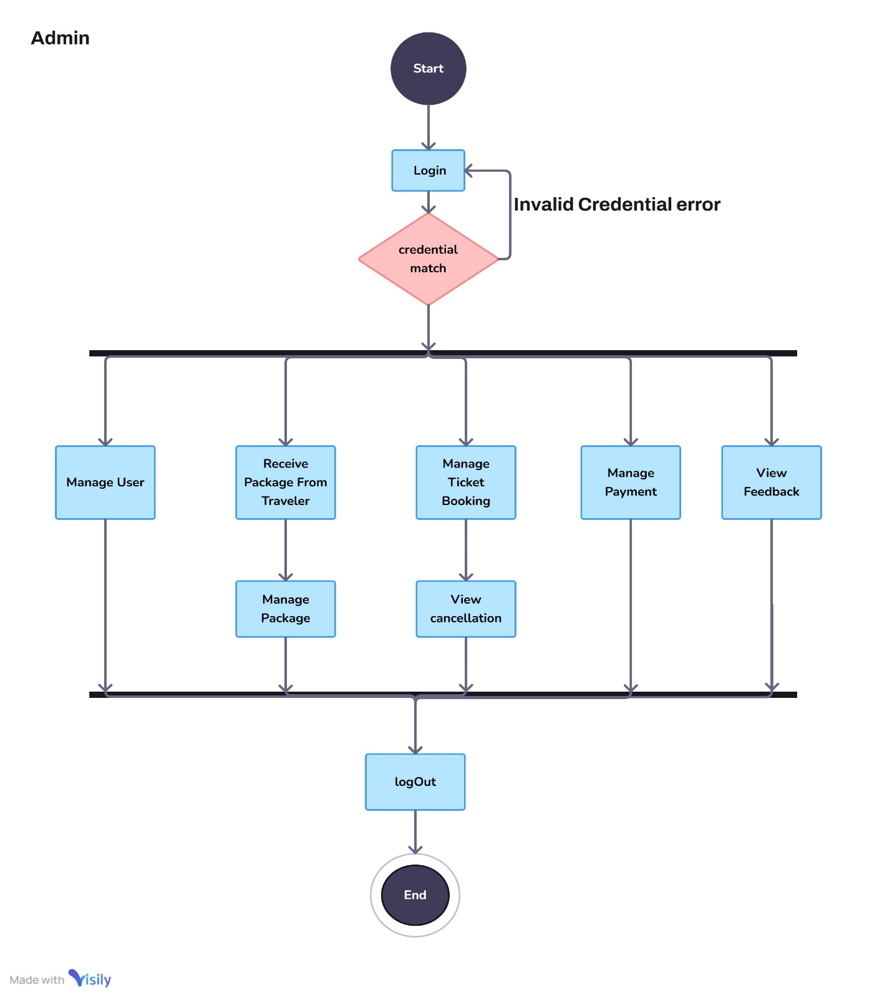 Admin
Start
Login
Invalid Credential error
credential
match
Manage User
Receive
Package From
Traveler
Manage
Ticket
Booking
Manage
Payment
View
Feedback
Manage
Package
View
cancellation
logOut
End
Made with Visily